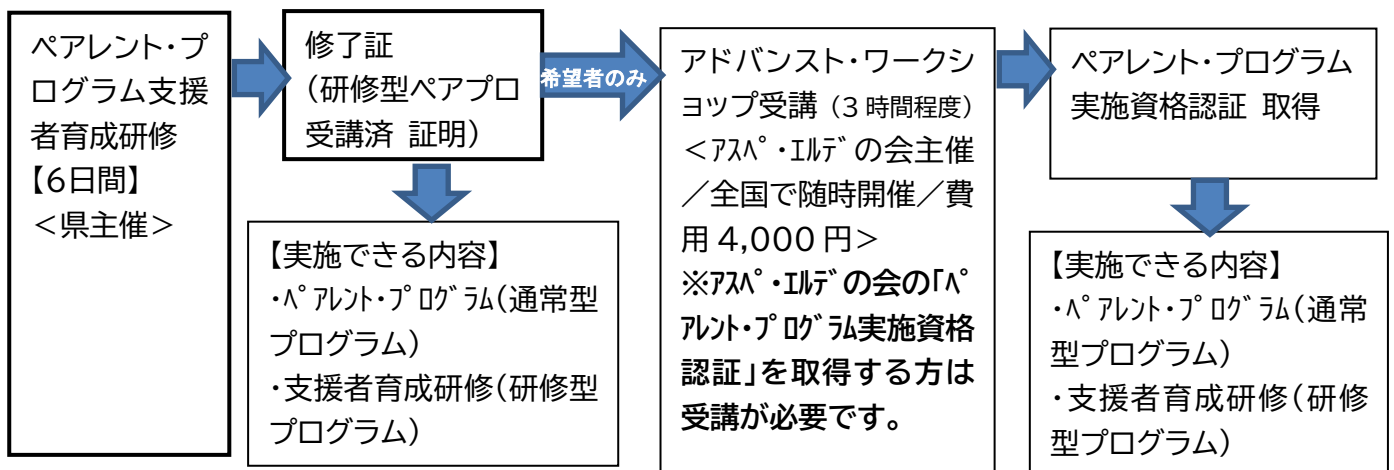 ペアレント・プ
ログラム支援
者育成研修
【6日間】
＜県主催＞
修了証
（研修型ペアプロ
受講済 証明）
希望者のみ
【実施できる内容】
・ﾍﾟｱﾚﾝﾄ・ﾌﾟﾛｸﾞﾗﾑ（通常型
プログラム）
・支援者育成研修（研修型
プログラム）
アドバンスト・ワークシ
ョップ受講（3時間程度）
＜ｱｽﾍﾟ・ｴﾙﾃﾞの会主催
／全国で随時開催／費
用 4,000 円＞
※ｱｽﾍﾟ・ｴﾙﾃﾞの会の「ﾍﾟ
ｱﾚﾝﾄ・ﾌﾟﾛｸﾞﾗﾑ実施資格
認証」を取得する方は
受講が必要です。
ペアレント・プログラム
実施資格認証 取得
【実施できる内容】
・ﾍﾟｱﾚﾝﾄ・ﾌﾟﾛｸﾞﾗﾑ（通常
型プログラム）
・支援者育成研修（研修
型プログラム）